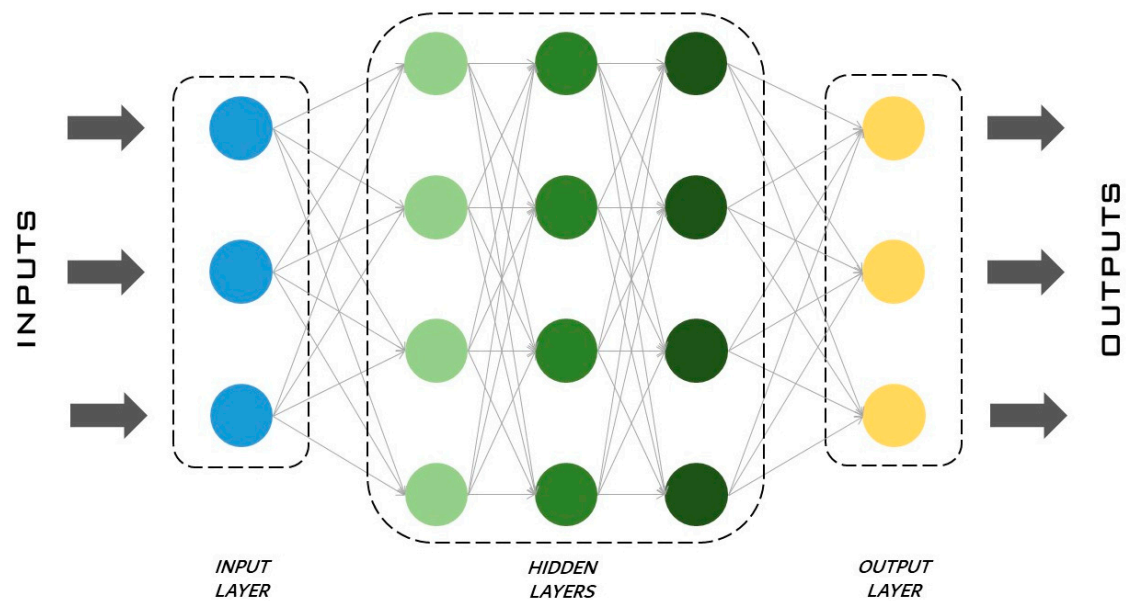 INPUTS
OUTPUTS
INPUT
LAYER
HIDDEN
LAYERS
OUTPUT
LAYER